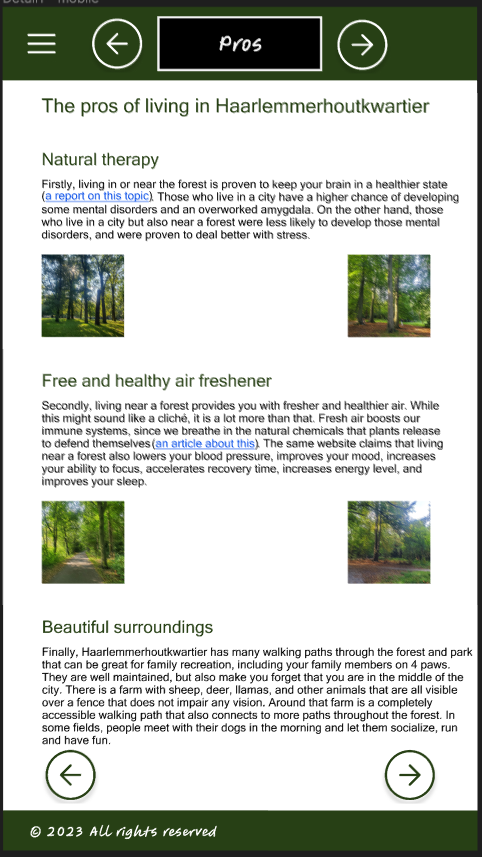 Detail - mobile
Pros
The pros of living in Haarlemmerhoutkwartier
Natural therapy
Firstly, living in or near the forest is proven to keep your brain in a healthier state
(a report on this topic). Those who live in a city have a higher chance of developing
some mental disorders and an overworked amygdala. On the other hand, those
who live in a city but also near a forest were less likely to develop those mental
disorders, and were proven to deal better with stress.
Free and healthy air freshener
Secondly, living near a forest provides you with fresher and healthier air. While
this might sound like a cliché, it is a lot more than that. Fresh air boosts our
immune systems, since we breathe in the natural chemicals that plants release
to defend themselves(an article about this). The same website claims that living
near a forest also lowers your blood pressure, improves your mood, increases
your ability to focus, accelerates recovery time, increases energy level, and
improves your sleep.
Beautiful surroundings
Finally, Haarlemmerhoutkwartier has many walking paths through the forest and park
that can be great for family recreation, including your family members on 4 paws.
They are well maintained, but also make you forget that you are in the middle of the
city. There is a farm with sheep, deer, llamas, and other animals that are all visible
over a fence that does not impair any vision. Around that farm is a completely
accessible walking path that also connects to more paths throughout the forest. In
some fields, people meet with their dogs in the morning and let them socialize, run
and have fun.
© 2023 All rights reserved